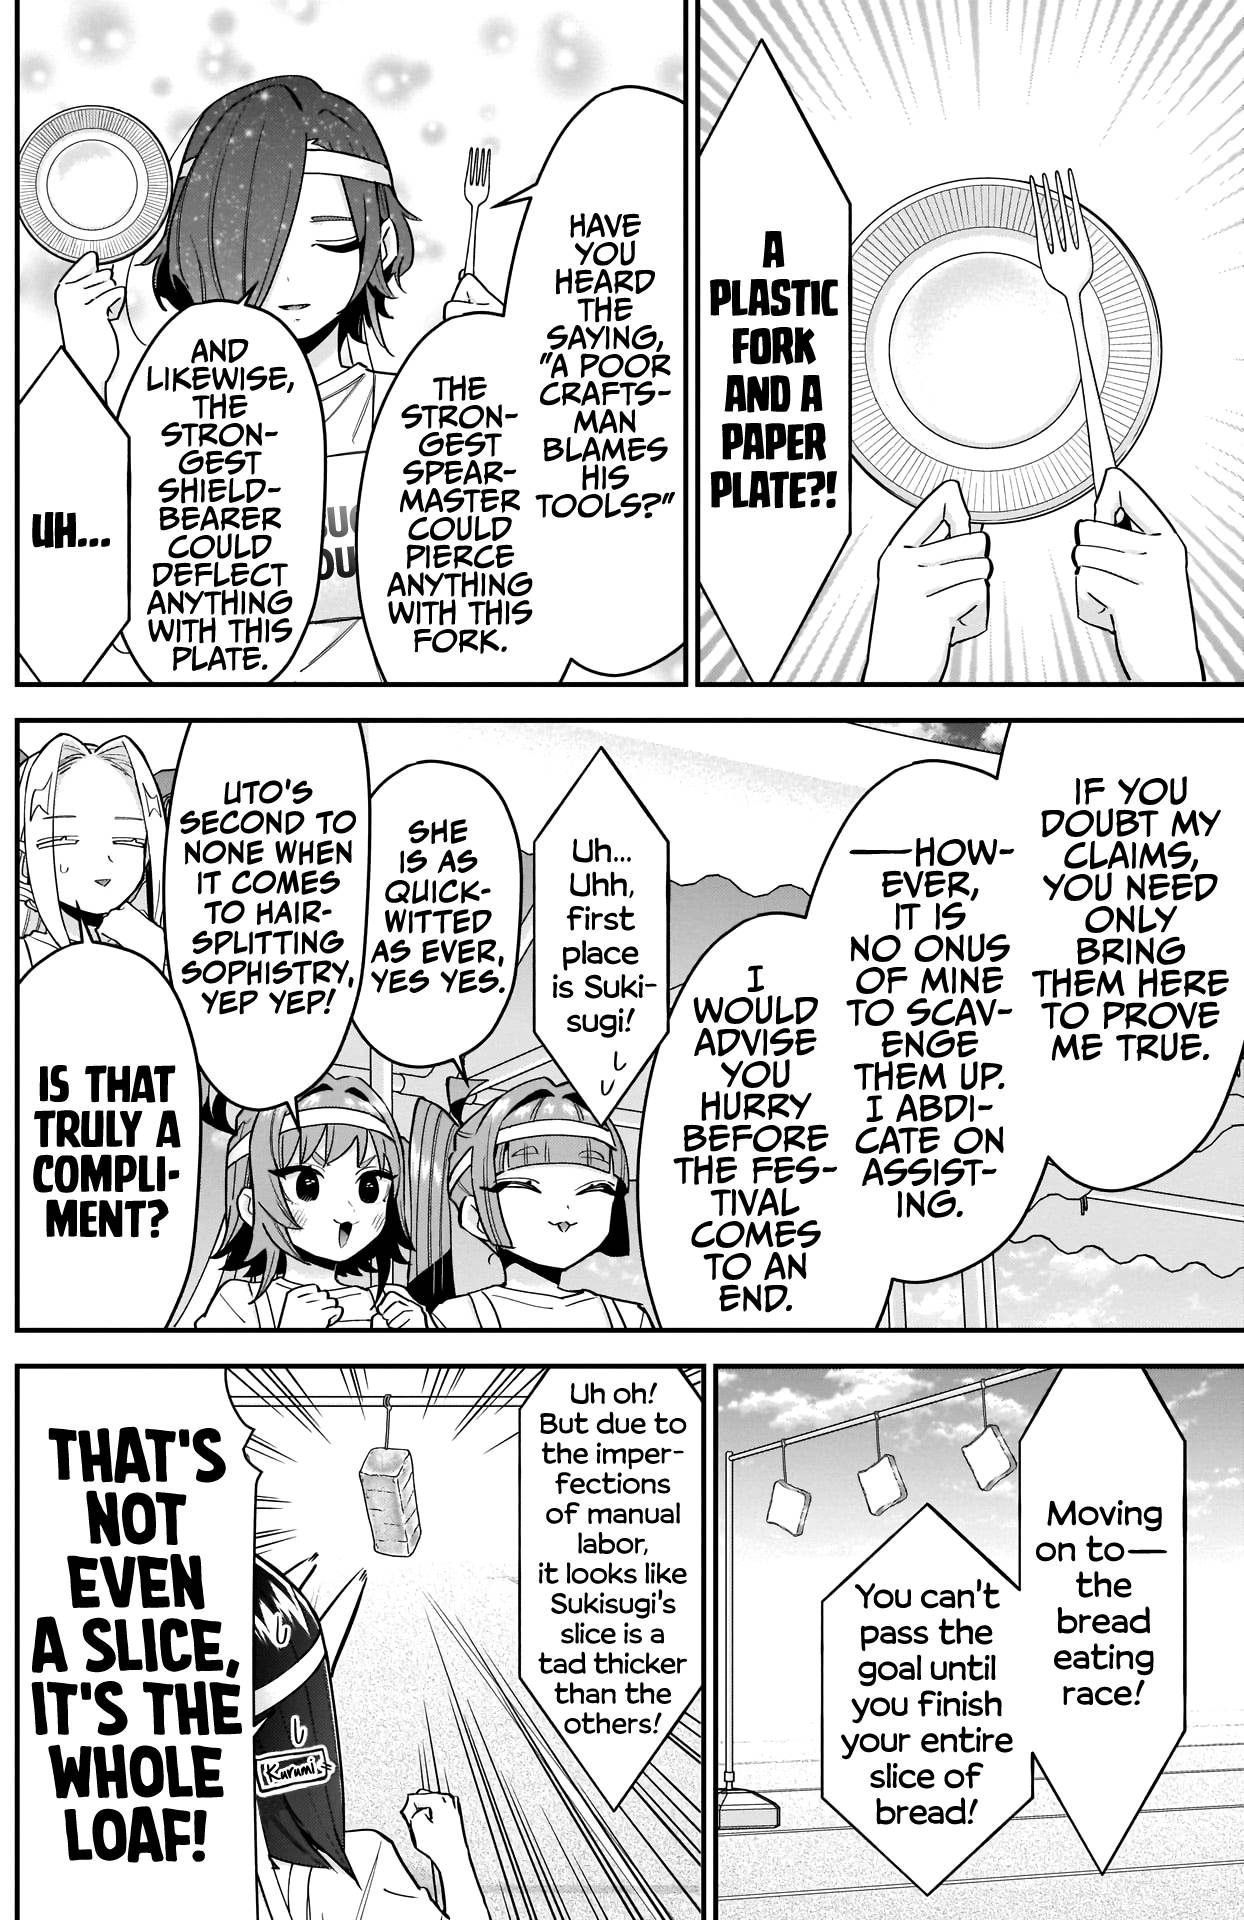 A
PLASTIC
FORK
AND A
PAPER
PLATE?!
HAVE
YOU
HEARD
THE
SAYING,
"A POOR
CRAFTS-
MAN
BLAMES
HIS
TOOLS?"
THE
STRON-
GEST
SPEAR-
MASTER
COULD
PIERCE
ANYTHING
WITH THIS
FORK.
AND
LIKEWISE,
THE
STRON-
GEST
SHIELD-
BEARER
COULD
DEFLECT
ANYTHING
WITH THIS
PLATE.
UH...
IF YOU
DOUBT MY
CLAIMS,
YOU NEED
ONLY
BRING
THEM HERE
TO PROVE
ME TRUE.
——HOW-
EVER,
IT IS
NO ONUS
OF MINE
TO SCAV-
ENGE
THEM UP.
I ABDI-
CATE ON
ASSIST-
ING.
I
WOULD
ADVISE
YOU
HURRY
BEFORE
THE FES-
TIVAL
COMES
TO AN
END.
Uh...
Uhh,
first
place
is Suki-
sugi!
SHE
IS AS
QUICK-
WITTED
AS EVER,
YES YES.
UTO'S
SECOND TO
NONE WHEN
IT COMES
TO HAIR-
SPLITTING
SOPHISTRY,
YEP YEP!
IS THAT
TRULY A
COMPLI-
MENT?
Moving
on to—
the
bread
eating
race!
You can't
pass the
goal until
you finish
your entire
slice of
bread!
Uh oh!
But due to
the imper-
fections
of manual
labor,
it looks like
Sukisugi's
slice is a
tad thicker
than the
others!
THAT'S
NOT
EVEN
A SLICE,
IT'S THE
WHOLE
LOAF!
Kurumi